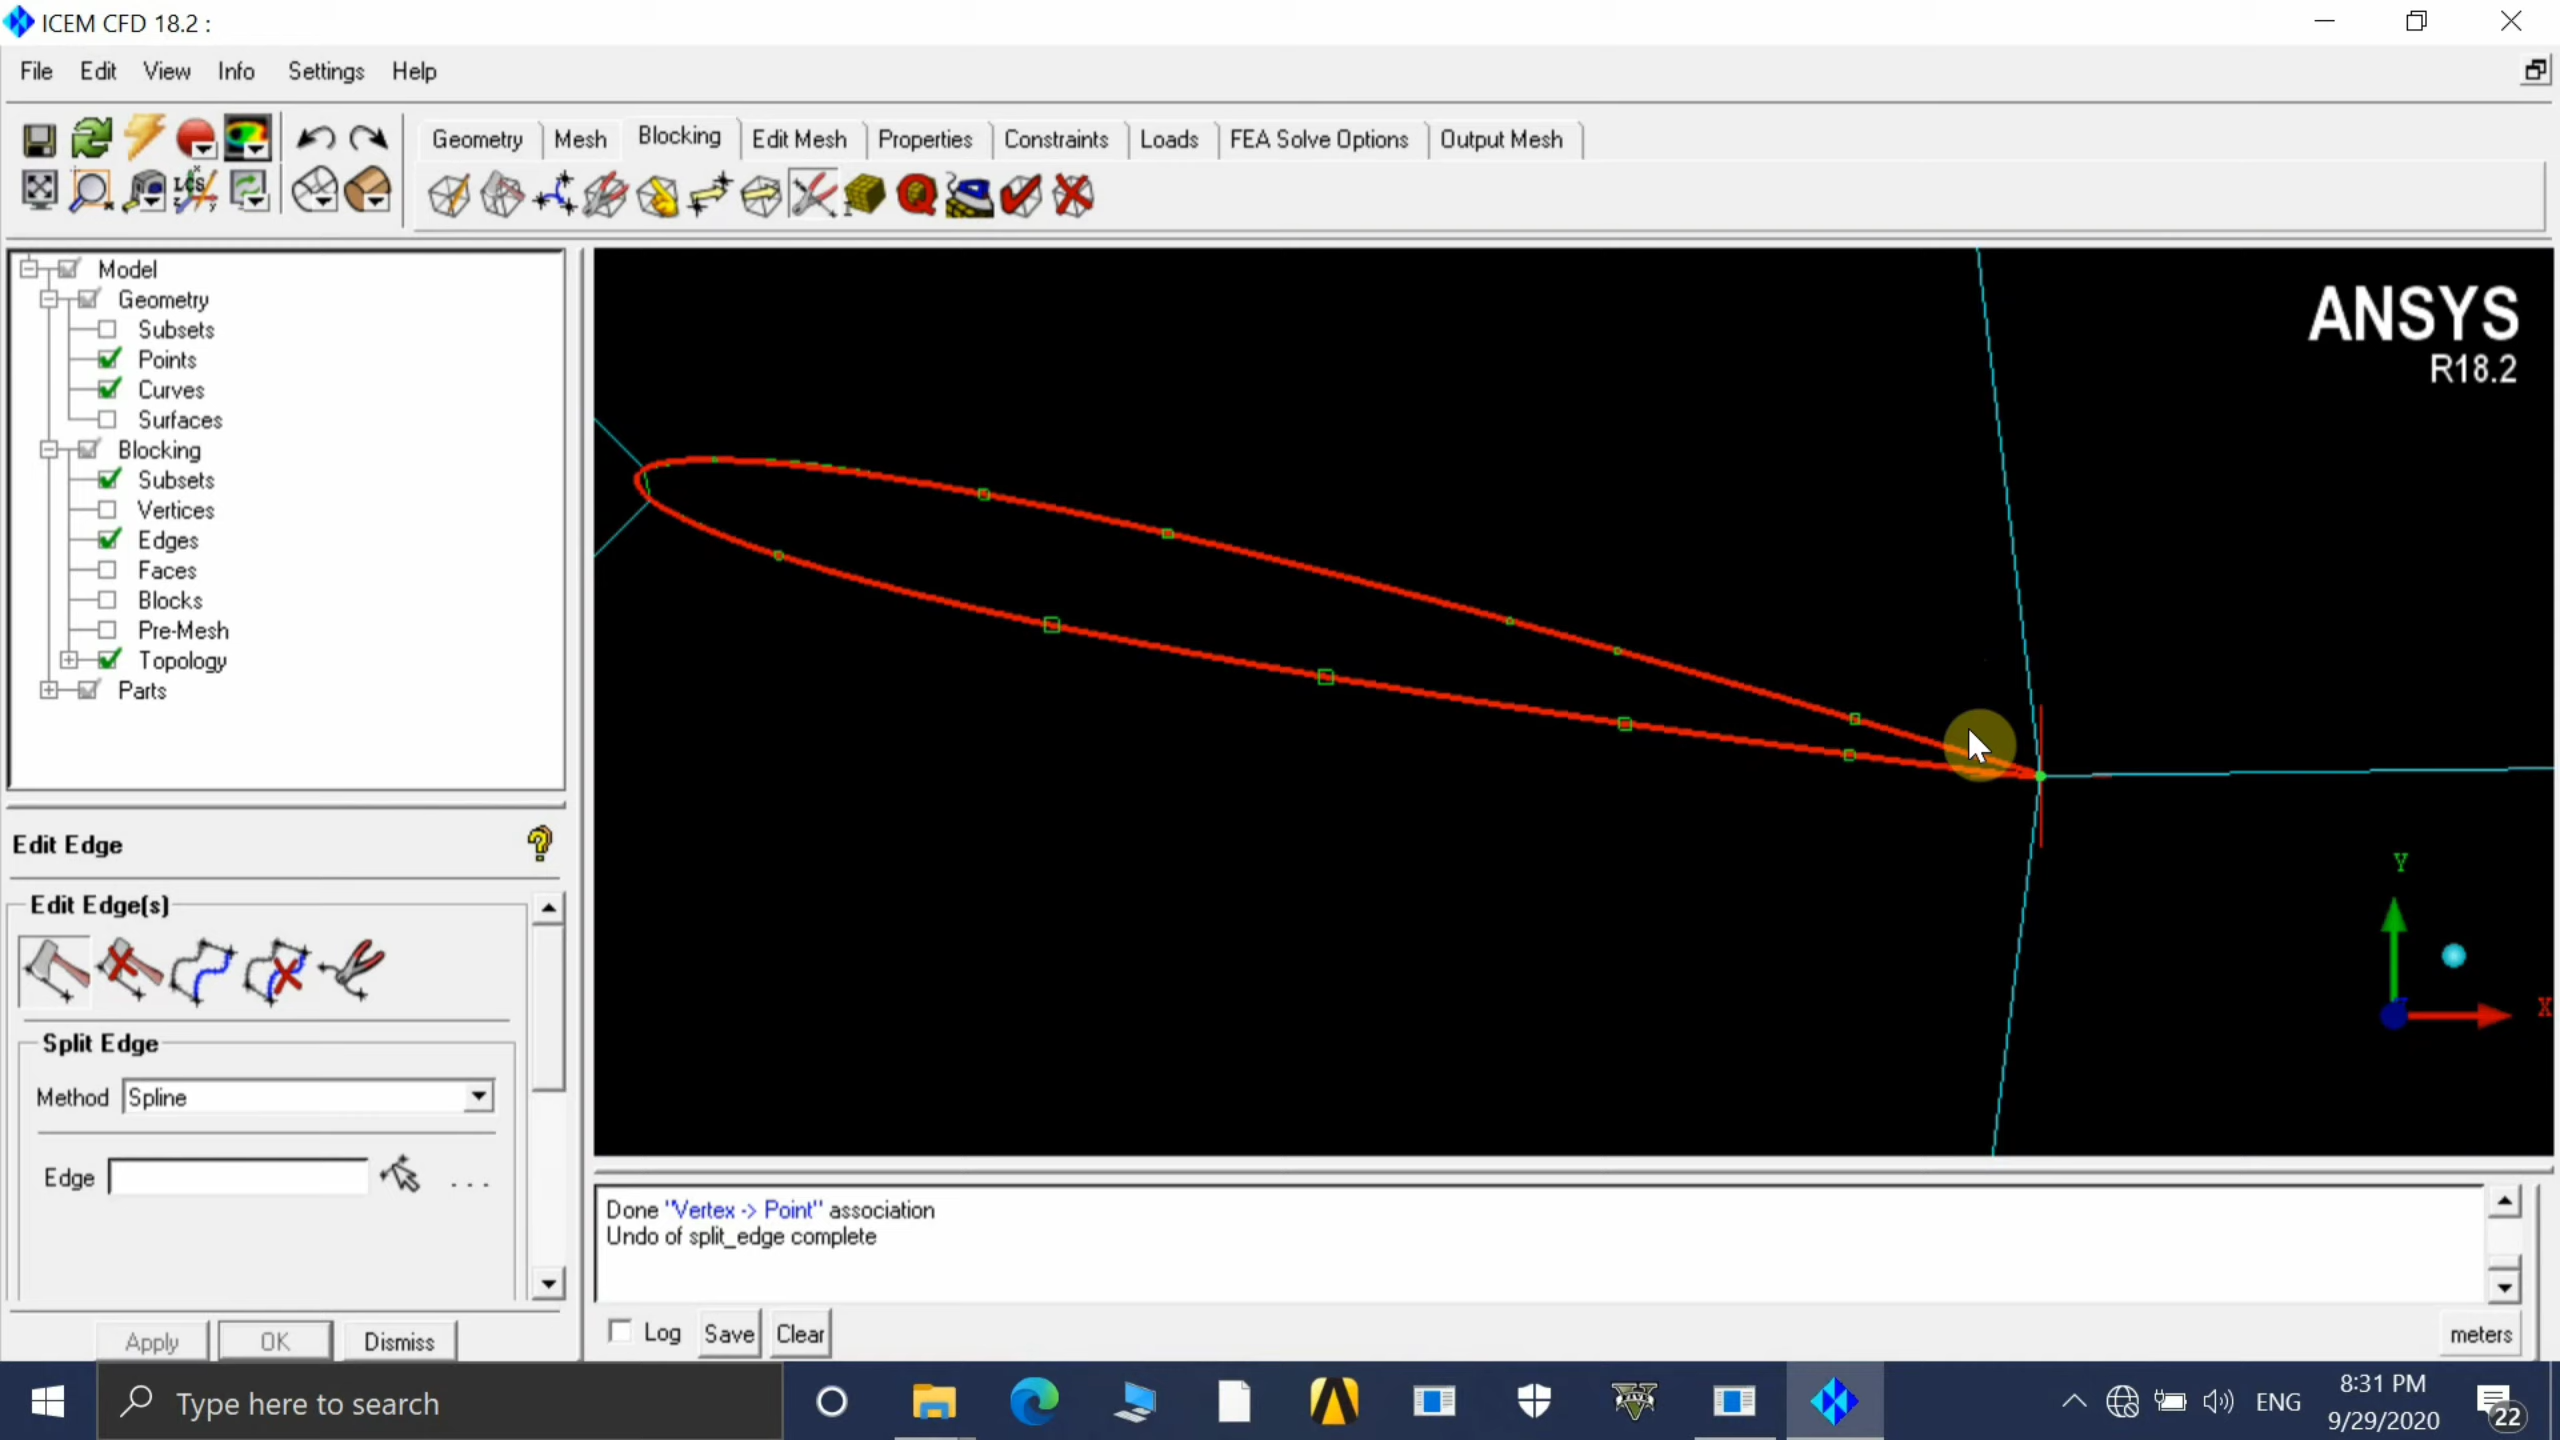 ICEM CFD 18.2 :
File Edit View Info Settings Help
Geometry Mesh Blocking Edit Mesh Properties Constraints Loads FEA Solve Options Output Mesh
LCS
Model
Geometry
Subsets
Points
Curves
Surfaces
Blocking
Subsets
Vertices
Edges
Faces
Blocks
Pre-Mesh
Topology
Parts
ANSYS
R18.2
Y
X
Edit Edge
Edit Edge(s)
Split Edge
Method Spline
Edge ...
Apply OK Dismiss
Done "Vertex -> Point" association
Undo of split_edge complete
Log Save Clear
meters
Type here to search
ENG
8:31 PM
9/29/2020
22